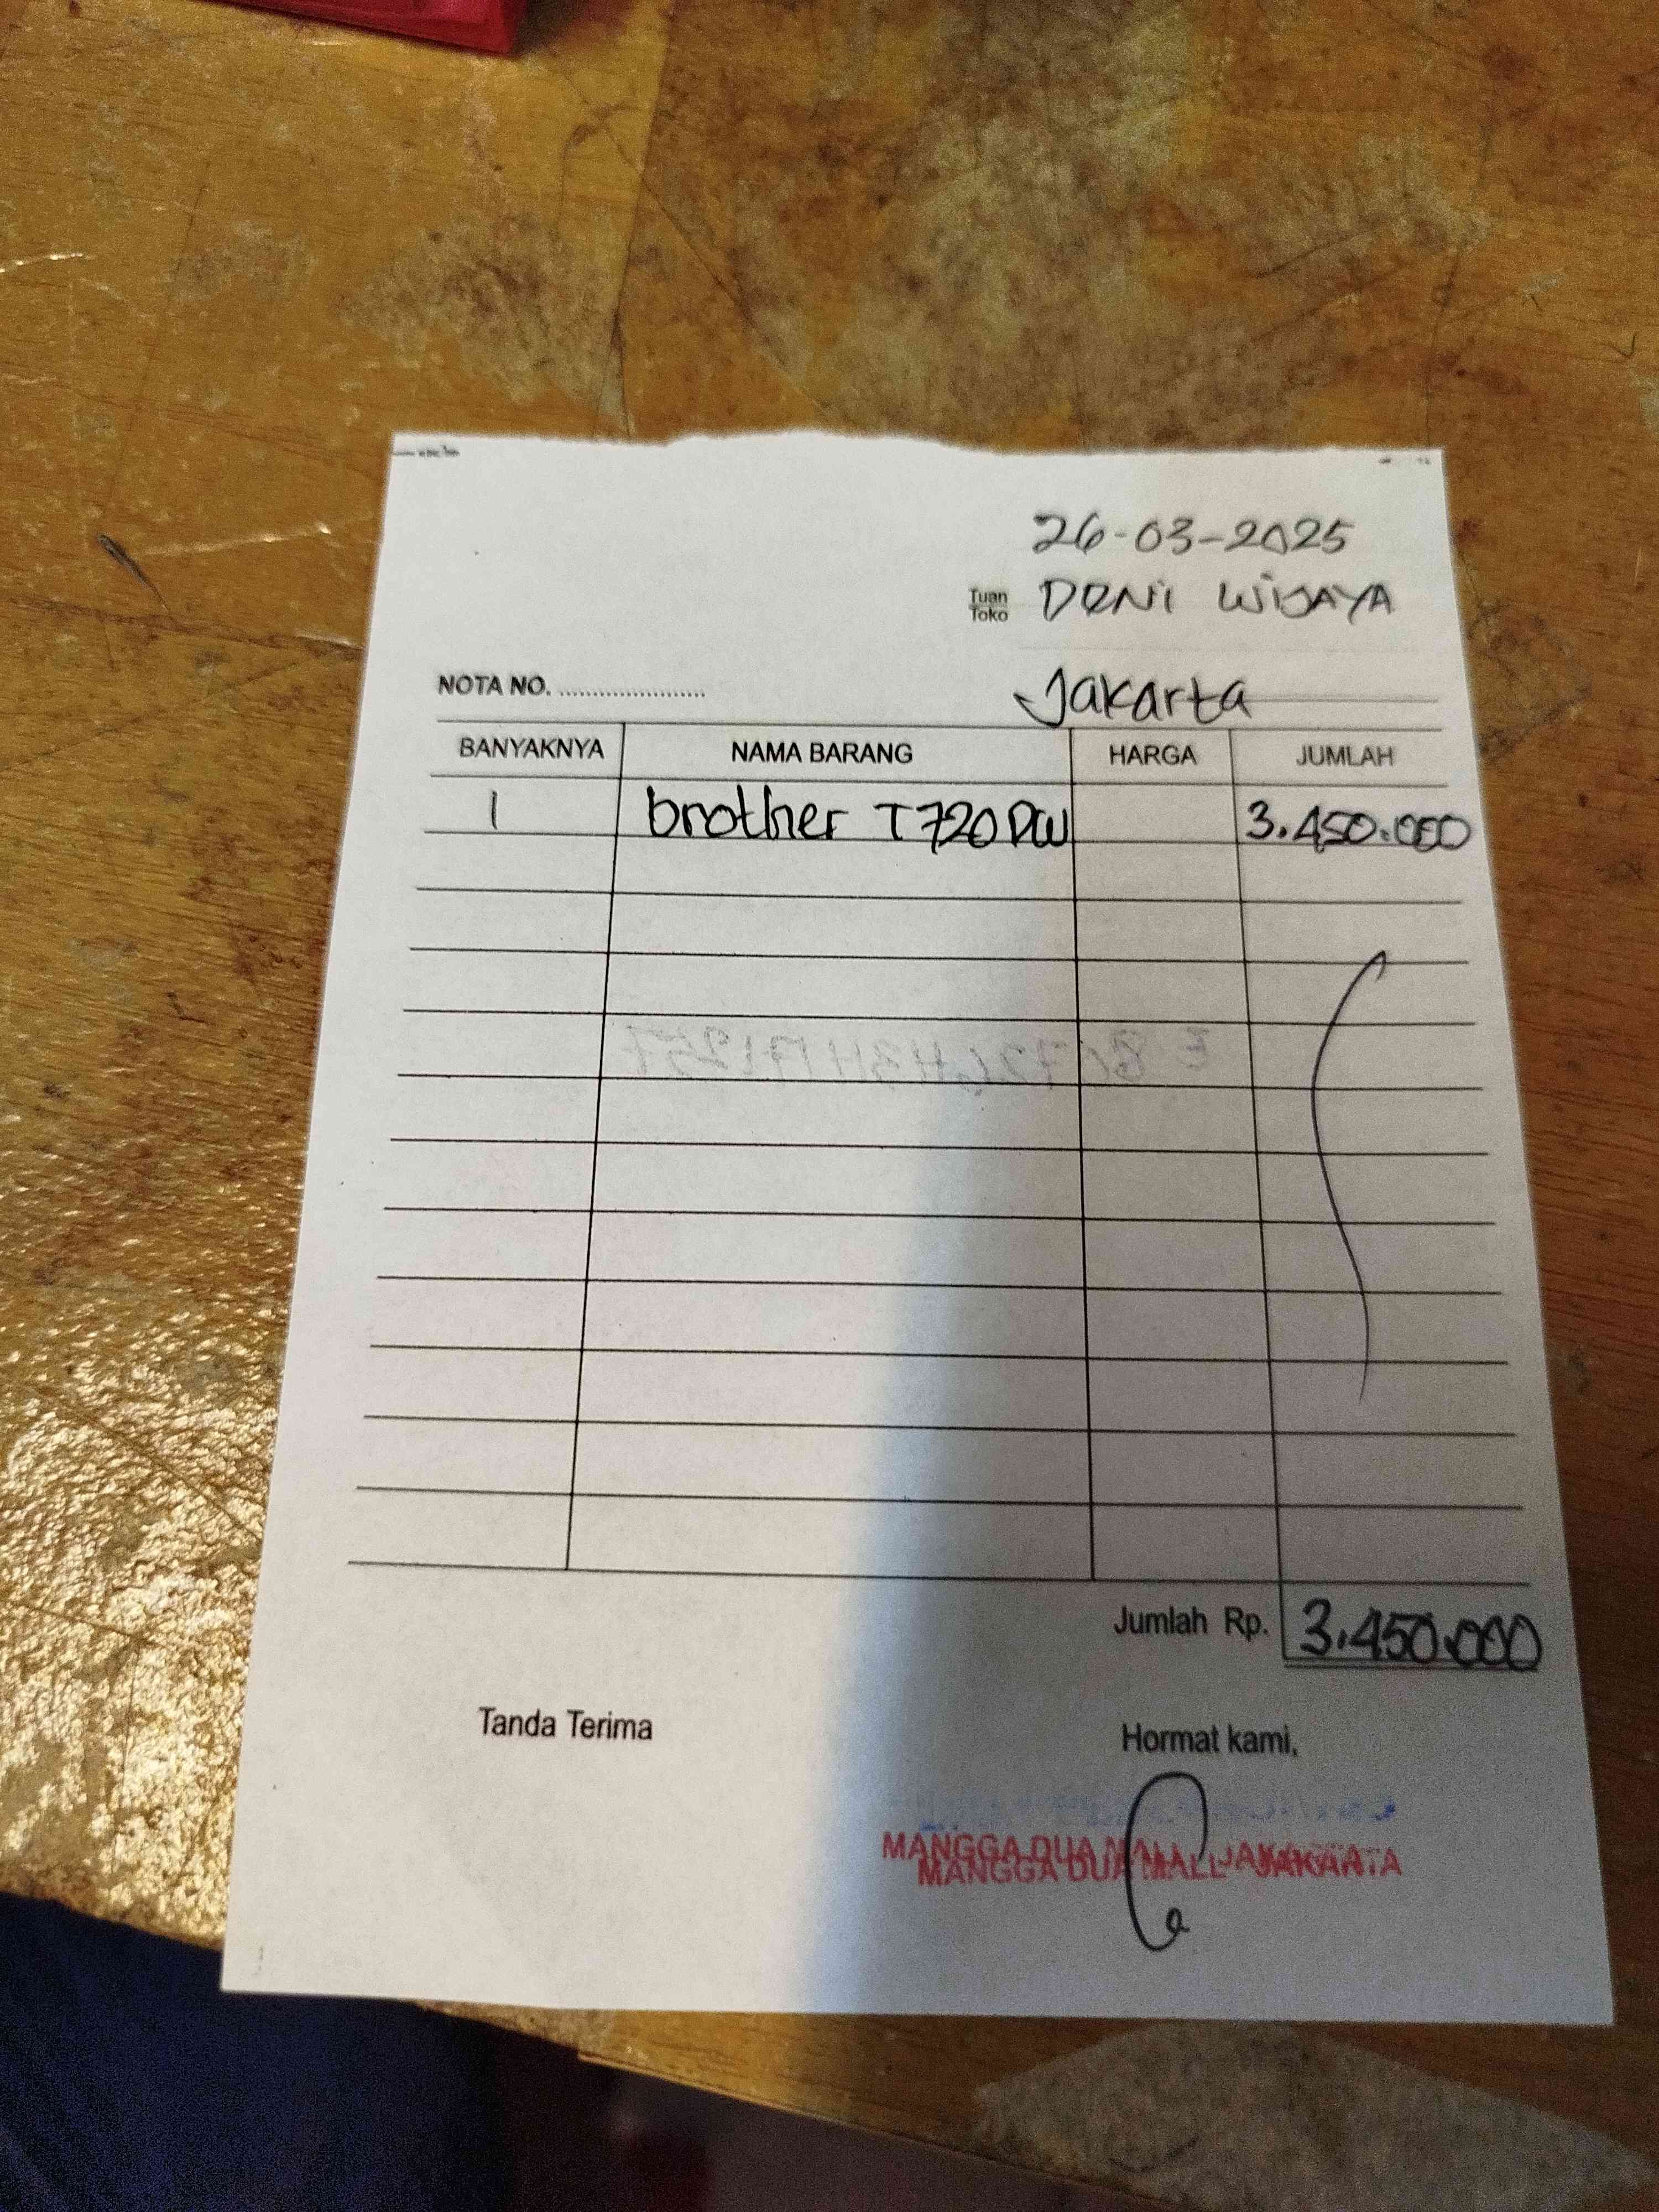 26-03-2025
Tuan
Toko DENi WiJAYA
NOTA NO. ......................
Jakarta
BANYAKNYA NAMA BARANG HARGA JUMLAH
1 brother T720DW 3.450.000
Jumlah Rp. 3.450.000
Tanda Terima Hormat kami,
MANGGA DUA MALL JAKARTA
MANGGA DUA MALL JAKARTA